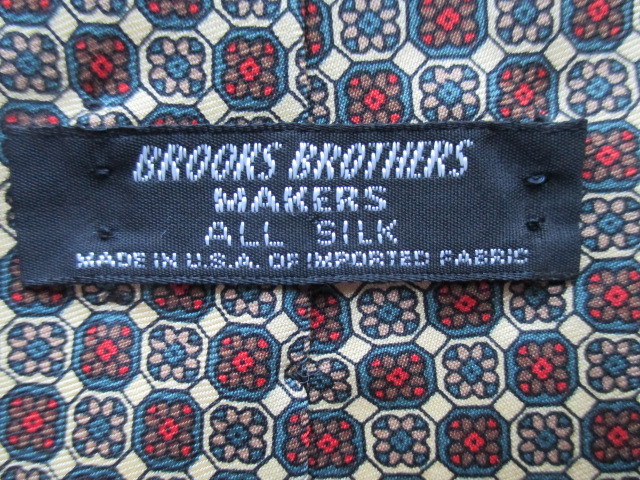 BROOKS BROTHERS
MAKERS
ALL SILK
MADE IN U.S.A. OF IMPORTED FABRIC